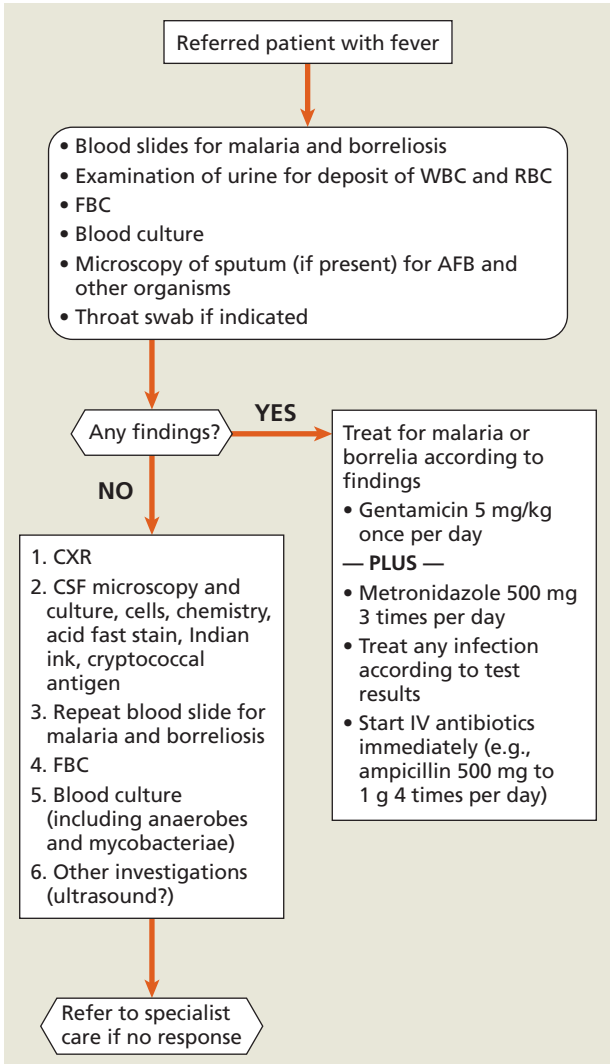 Referred patient with fever
• Blood slides for malaria and borreliosis
• Examination of urine for deposit of WBC and RBC
• FBC
• Blood culture
• Microscopy of sputum (if present) for AFB and
other organisms
• Throat swab if indicated
Any findings?
YES
Treat for malaria or
borrelia according to
findings
• Gentamicin 5 mg/kg
once per day
— PLUS —
• Metronidazole 500 mg
3 times per day
• Treat any infection
according to test
results
• Start IV antibiotics
immediately (e.g.,
ampicillin 500 mg to
1 g 4 times per day)
NO
1. CXR
2. CSF microscopy and
culture, cells, chemistry,
acid fast stain, Indian
ink, cryptococcal
antigen
3. Repeat blood slide for
malaria and borreliosis
4. FBC
5. Blood culture
(including anaerobes
and mycobacteriae)
6. Other investigations
(ultrasound?)
Refer to specialist
care if no response